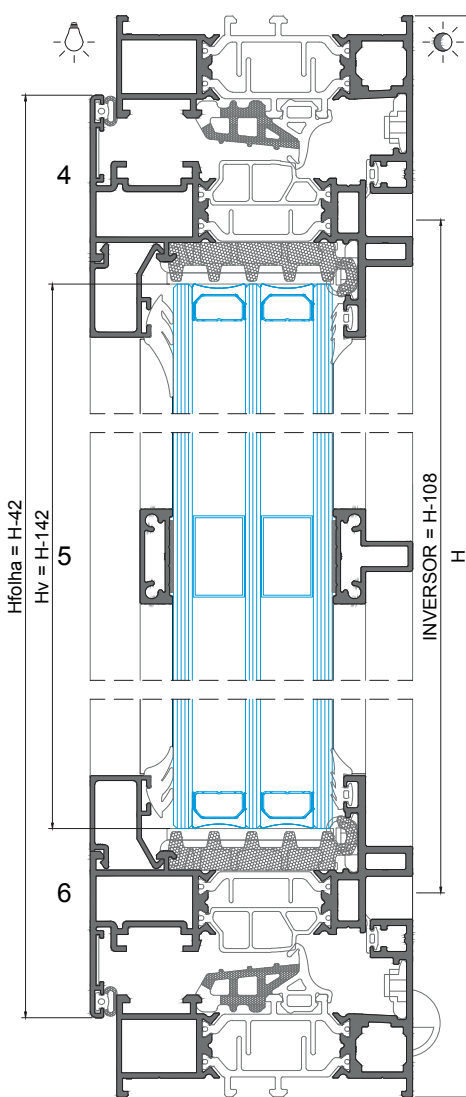 4
Hfolha = H-42
Hv = H-142
5
INVERSOR = H-108
H
6